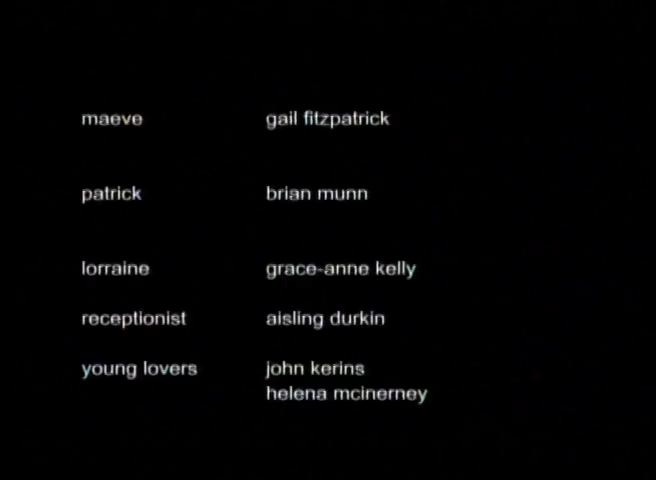 maeve gail fitzpatrick
patrick brian munn
lorraine grace-anne kelly
receptionist aisling durkin
young lovers john kerins
helena mcinerney